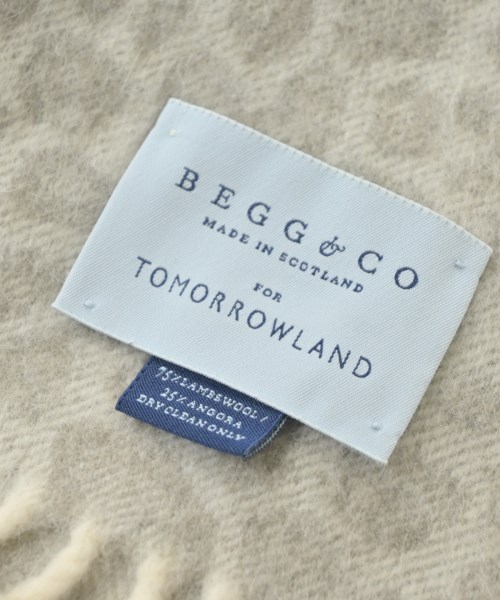 BEGG & CO
MADE IN SCOTLAND
FOR
TOMORROWLAND
75% LAMBSWOOL /
25% ANGORA
DRY CLEAN ONLY